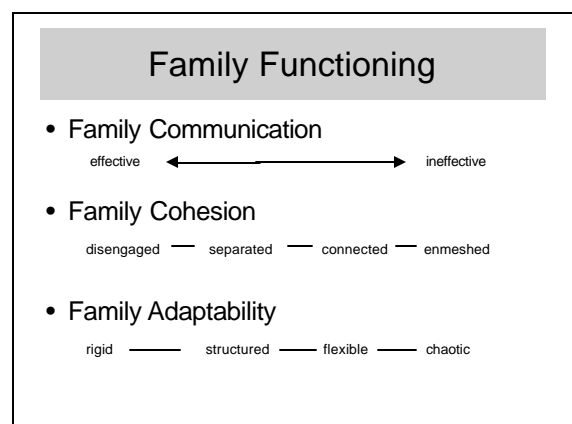 Family Functioning
• Family Communication
effective ineffective
• Family Cohesion
disengaged separated connected enmeshed
• Family Adaptability
rigid structured flexible chaotic